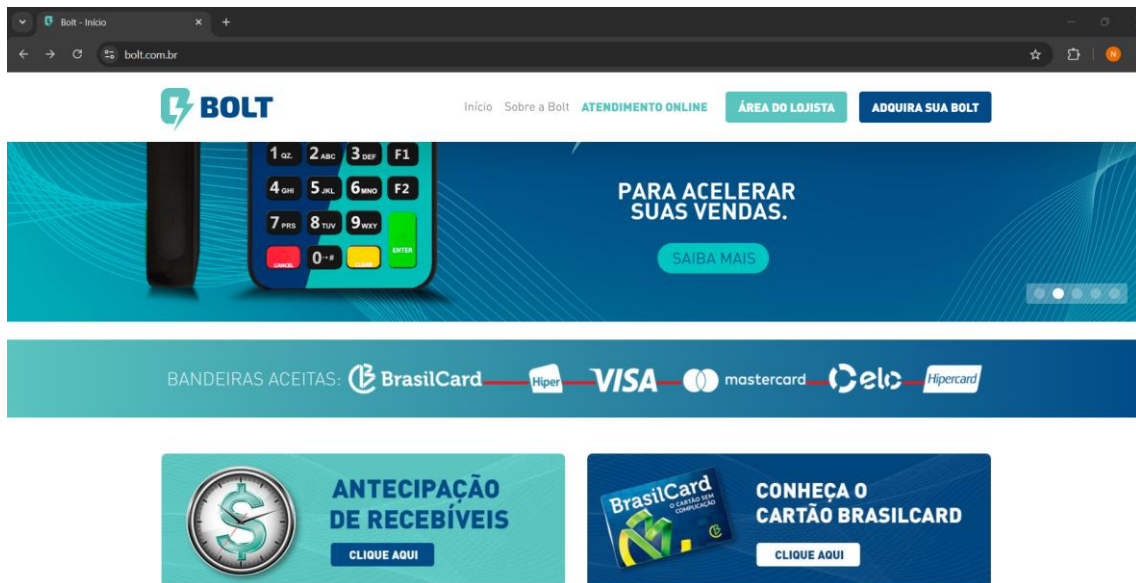 Bolt - Início
bolt.com.br
N
BOLT
Início Sobre a Bolt ATENDIMENTO ONLINE ÁREA DO LOJISTA ADQUIRA SUA BOLT
1 QZ. 2 ABC 3 DEF F1
4 GHI 5 JKL 6 MNO F2
7 PRS 8 TUV 9 WXY
CANCEL 0 #
ENTER
PARA ACELERAR
SUAS VENDAS.
SAIBA MAIS
BANDEIRAS ACEITAS: BrasilCard Hiper VISA mastercard elo Hipercard
ANTECIPAÇÃO
DE RECEBÍVEIS
CLIQUE AQUI
BrasilCard
O CARTÃO SEM
COMPLICAÇÃO
CONHEÇA O
CARTÃO BRASILCARD
CLIQUE AQUI